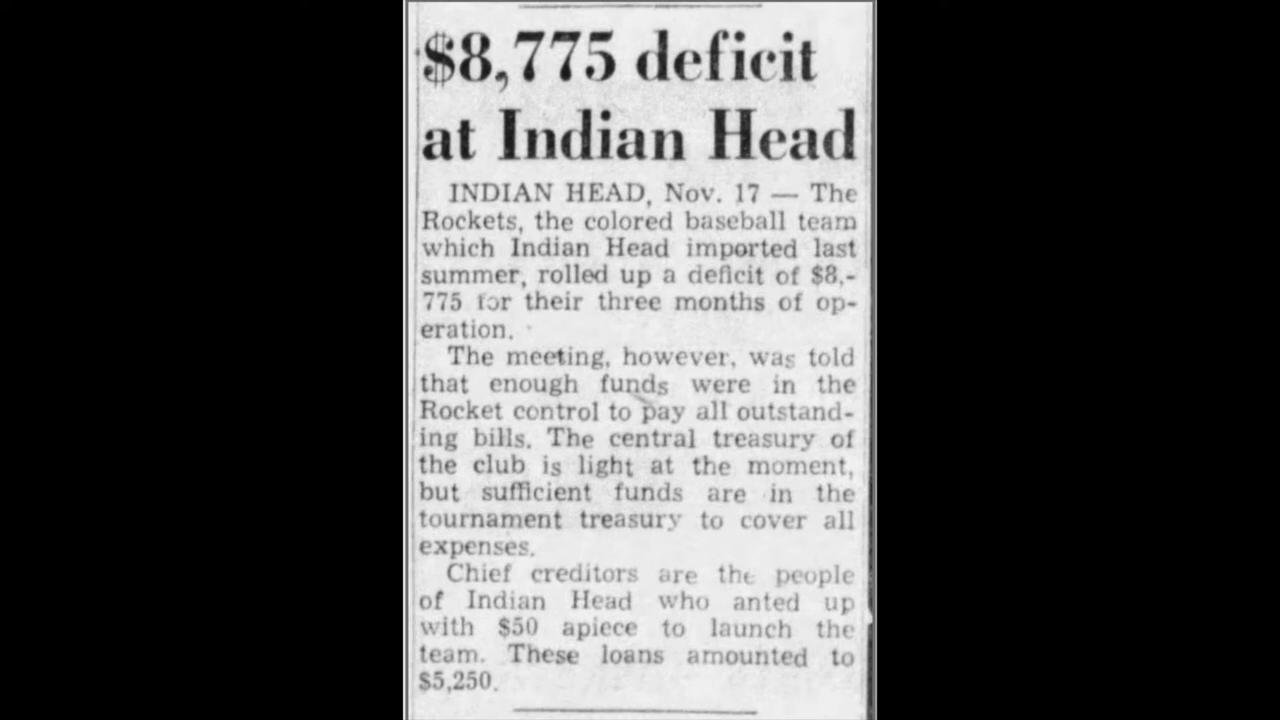 $8,775 deficit
at Indian Head
INDIAN HEAD, Nov. 17 — The
Rockets, the colored baseball team
which Indian Head imported last
summer, rolled up a deficit of $8,-
775 for their three months of op-
eration.
The meeting, however, was told
that enough funds were in the
Rocket control to pay all outstand-
ing bills. The central treasury of
the club is light at the moment,
but sufficient funds are in the
tournament treasury to cover all
expenses.
Chief creditors are the people
of Indian Head who anted up
with $50 apiece to launch the
team. These loans amounted to
$5,250.